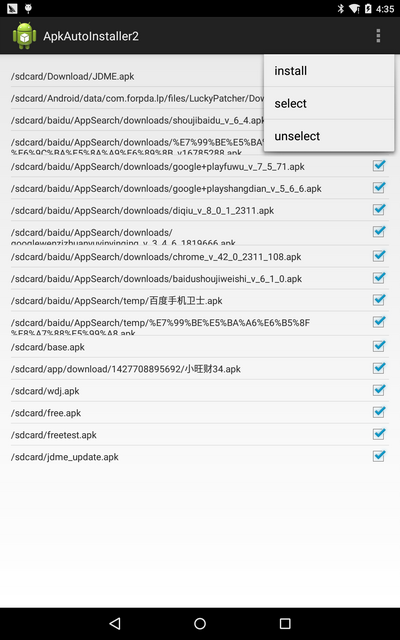 4:35
ApkAutoInstaller2
install
select
unselect
/sdcard/Download/JDME.apk
/sdcard/Android/data/com.forpda.lp/files/LuckyPatcher/Dow
/sdcard/baidu/AppSearch/downloads/shoujibaidu_v_6_4.apk
/sdcard/baidu/AppSearch/downloads/%E7%99%BE%E5%BA%
%E6%9C%BA%E5%8A%A9%E6%89%8B_v16785288.apk
/sdcard/baidu/AppSearch/downloads/google+playfuwu_v_7_5_71.apk
/sdcard/baidu/AppSearch/downloads/google+playshangdian_v_5_6_6.apk
/sdcard/baidu/AppSearch/downloads/diqiu_v_8_0_1_2311.apk
/sdcard/baidu/AppSearch/downloads/
googlewenzizhuanyuyinyinqing_v_3_4_6_1819666.apk
/sdcard/baidu/AppSearch/downloads/chrome_v_42_0_2311_108.apk
/sdcard/baidu/AppSearch/downloads/baidushoujiweishi_v_6_1_0.apk
/sdcard/baidu/AppSearch/temp/百度手机卫士.apk
/sdcard/baidu/AppSearch/temp/%E7%99%BE%E5%BA%A6%E6%B5%8F
%E8%A7%88%E5%99%A8.apk
/sdcard/base.apk
/sdcard/app/download/1427708895692/小旺财34.apk
/sdcard/wdj.apk
/sdcard/free.apk
/sdcard/freetest.apk
/sdcard/jdme_update.apk